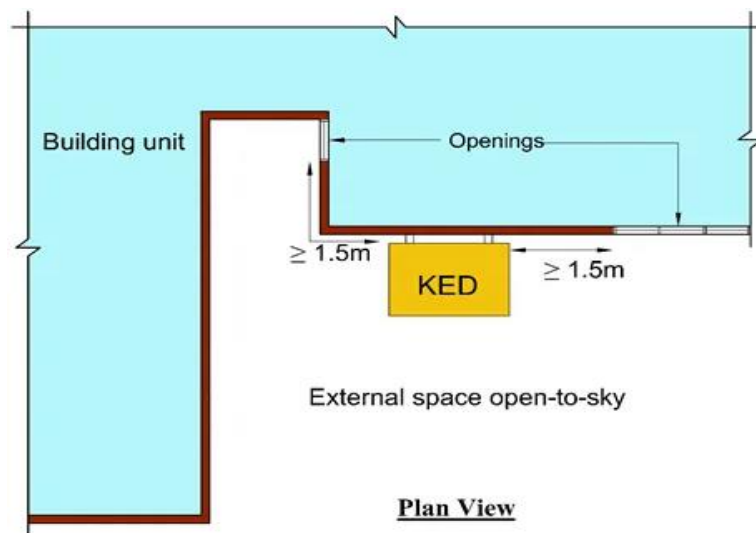 Building unit
Openings
≥ 1.5m
≥ 1.5m
KED
External space open-to-sky
Plan View